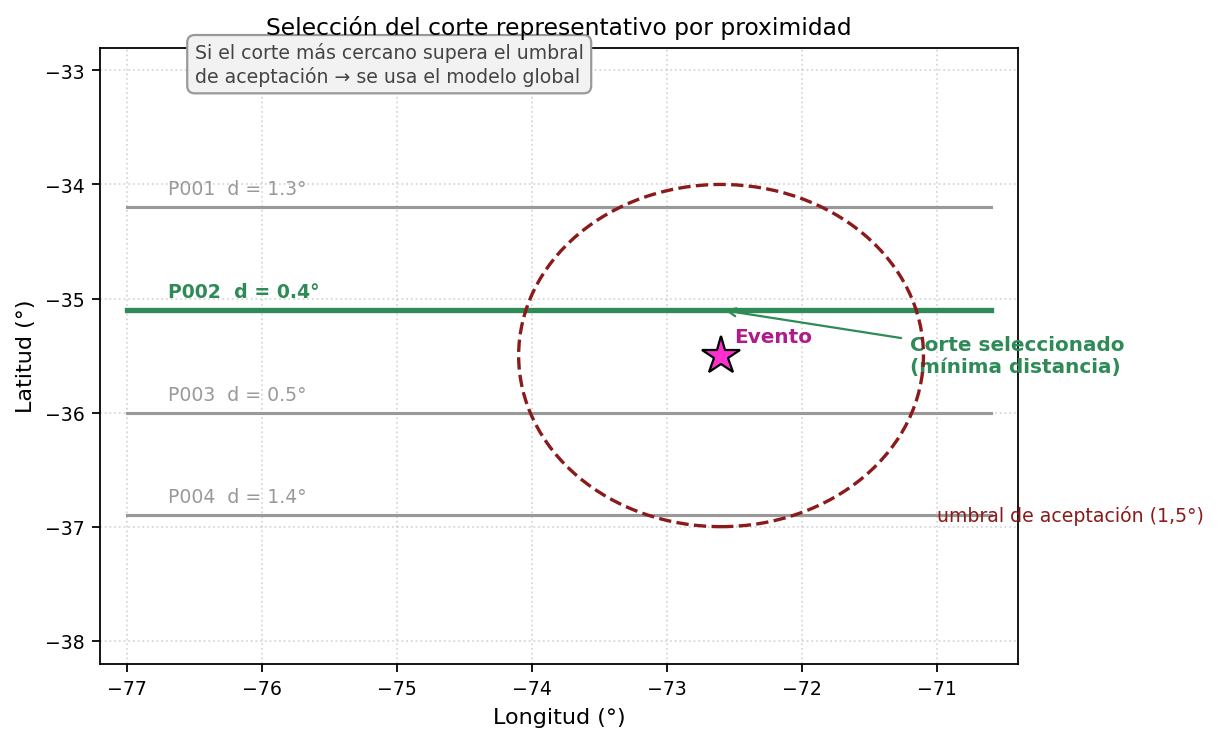 Selección del corte representativo por proximidad
Si el corte más cercano supera el umbral
de aceptación → se usa el modelo global
−33
−34
−35
−36
−37
−38
Latitud (°)
P001  d = 1.3°
P002  d = 0.4°
Evento
Corte seleccionado
(mínima distancia)
P003  d = 0.5°
P004  d = 1.4°
umbral de aceptación (1,5°)
−77
−76
−75
−74
−73
−72
−71
Longitud (°)